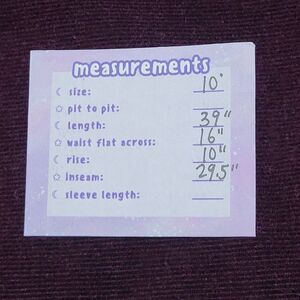 measurements
☾ size: 10"
✩ pit to pit:
☾ length: 39"
✩ waist flat across: 16"
☾ rise: 10"
✩ inseam: 29.5"
☾ sleeve length: